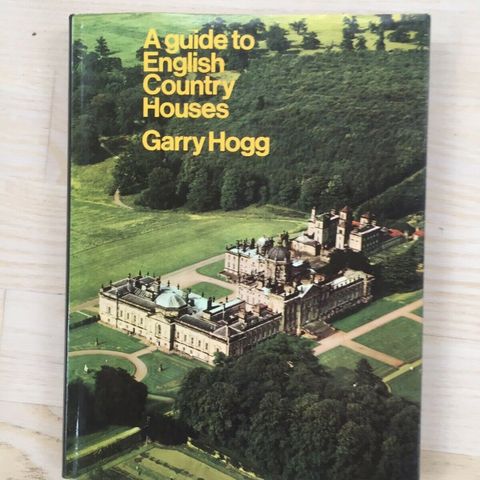 A guide to
English
Country
Houses
Garry Hogg